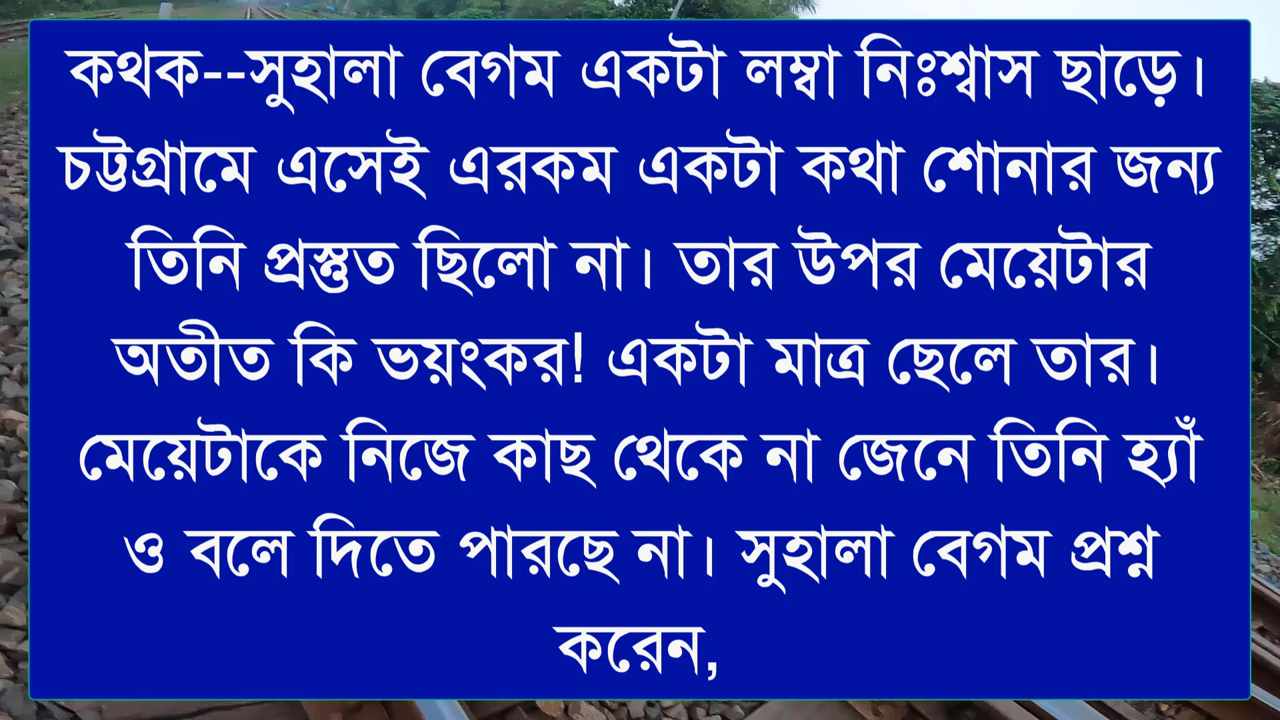 কথক--সুহালা বেগম একটা লম্বা নিঃশ্বাস ছাড়ে।
চট্টগ্রামে এসেই এরকম একটা কথা শোনার জন্য
তিনি প্রস্তুত ছিলো না। তার উপর মেয়েটার
অতীত কি ভয়ংকর! একটা মাত্র ছেলে তার।
মেয়েটাকে নিজে কাছ থেকে না জেনে তিনি হ্যাঁ
ও বলে দিতে পারছে না। সুহালা বেগম প্রশ্ন
করেন,